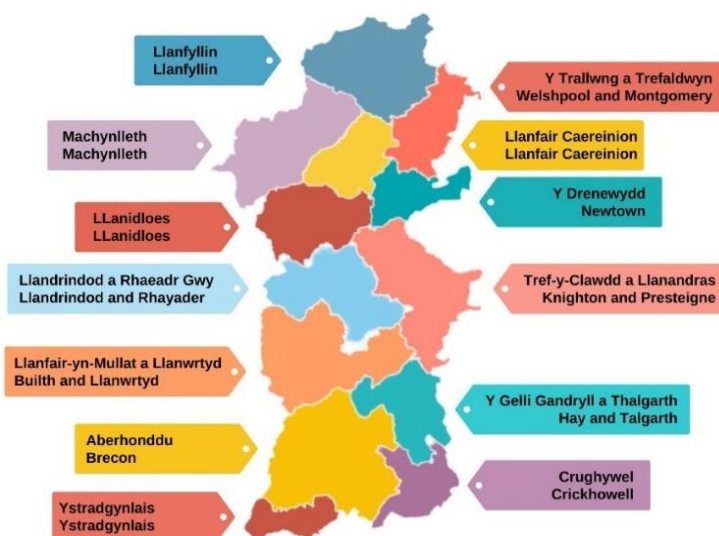 Llanfyllin
Llanfyllin
Y Trallwng a Trefaldwyn
Welshpool and Montgomery
Machynlleth
Machynlleth
Llanfair Caereinion
Llanfair Caereinion
LLanidloes
LLanidloes
Y Drenewydd
Newtown
Llandrindod a Rhaeadr Gwy
Llandrindod and Rhayader
Tref-y-Clawdd a Llanandras
Knighton and Presteigne
Llanfair-yn-Mullat a Llanwrtyd
Builth and Llanwrtyd
Y Gelli Gandryll a Thalgarth
Hay and Talgarth
Aberhonddu
Brecon
Crughywel
Crickhowell
Ystradgynlais
Ystradgynlais